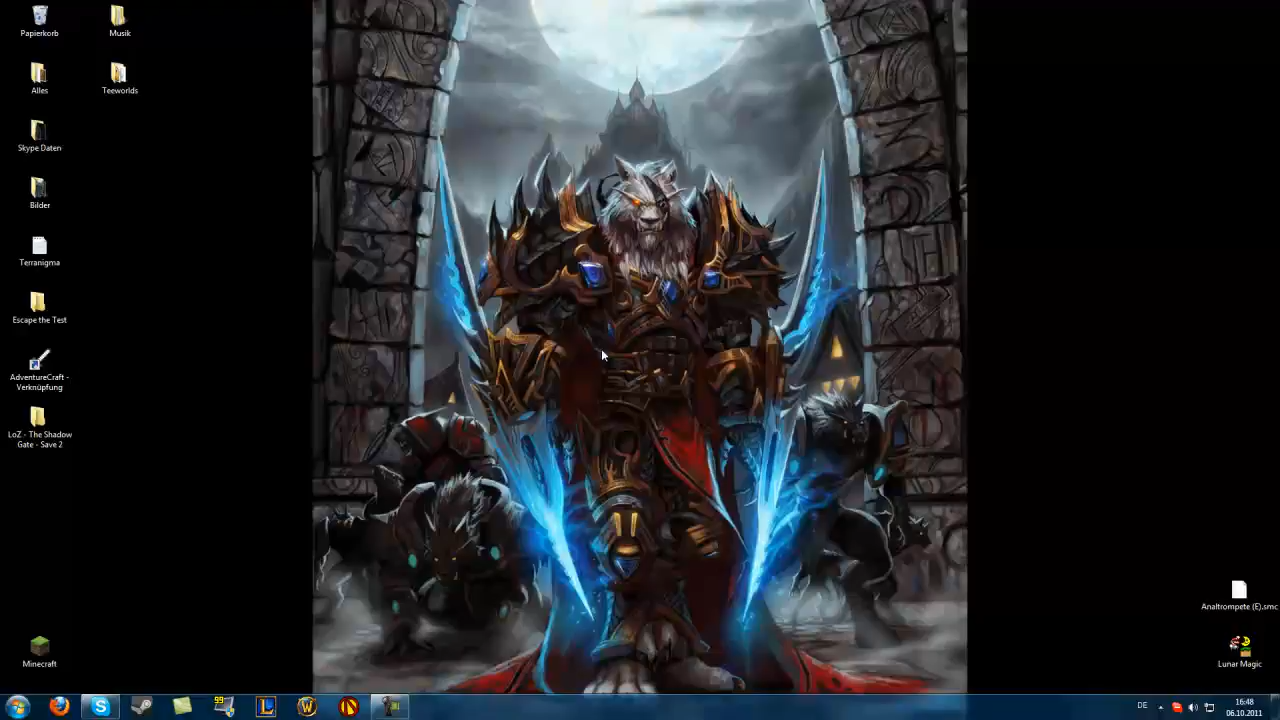 Papierkorb
Musik
Alles
Teeworlds
Skype Daten
Bilder
Terranigma
Escape the Test
AdventureCraft -
Verknüpfung
LoZ - The Shadow
Gate - Save 2
Minecraft
Analtrompete (E).smc
Lunar Magic
99
DE
16:48
06.10.2011